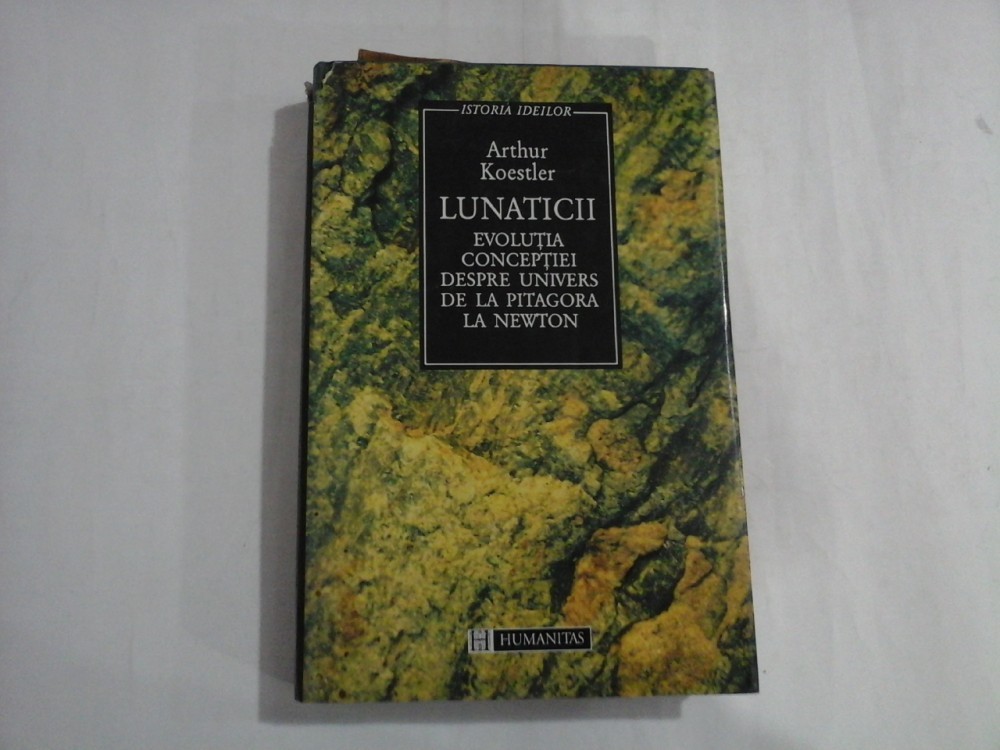 ISTORIA IDEILOR
Arthur
Koestler
LUNATICII
EVOLUȚIA
CONCEPȚIEI
DESPRE UNIVERS
DE LA PITAGORA
LA NEWTON
H HUMANITAS